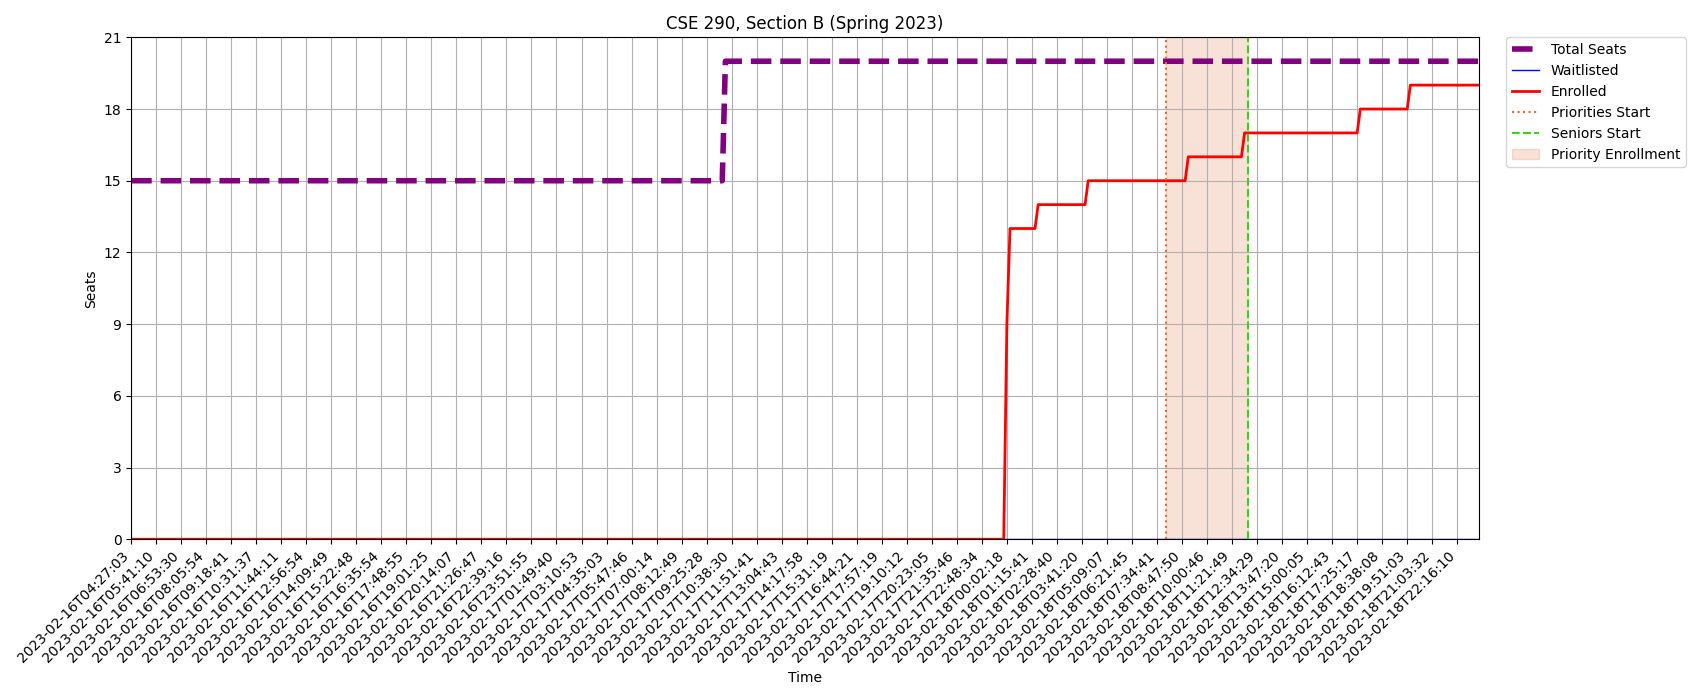 CSE 290, Section B (Spring 2023)
21
18
15
12
9
6
3
0
Seats
2023-02-16T04:27:03
2023-02-16T05:41:10
2023-02-16T06:53:30
2023-02-16T08:05:54
2023-02-16T09:18:41
2023-02-16T10:31:37
2023-02-16T11:44:11
2023-02-16T12:56:54
2023-02-16T14:09:49
2023-02-16T15:22:48
2023-02-16T16:35:54
2023-02-16T17:48:55
2023-02-16T19:01:25
2023-02-16T20:14:07
2023-02-16T21:26:47
2023-02-16T22:39:16
2023-02-16T23:51:55
2023-02-17T01:49:40
2023-02-17T03:10:53
2023-02-17T04:35:03
2023-02-17T05:47:46
2023-02-17T07:00:14
2023-02-17T08:12:49
2023-02-17T09:25:28
2023-02-17T10:38:30
2023-02-17T11:51:41
2023-02-17T13:04:43
2023-02-17T14:17:58
2023-02-17T15:31:19
2023-02-17T16:44:21
2023-02-17T17:57:19
2023-02-17T19:10:12
2023-02-17T20:23:05
2023-02-17T21:35:46
2023-02-17T22:48:34
2023-02-18T00:02:18
2023-02-18T01:15:41
2023-02-18T02:28:40
2023-02-18T03:41:20
2023-02-18T05:09:07
2023-02-18T06:21:45
2023-02-18T07:34:41
2023-02-18T08:47:50
2023-02-18T10:00:46
2023-02-18T11:21:49
2023-02-18T12:34:29
2023-02-18T13:47:20
2023-02-18T15:00:05
2023-02-18T16:12:43
2023-02-18T17:25:17
2023-02-18T18:38:08
2023-02-18T19:51:03
2023-02-18T21:03:32
2023-02-18T22:16:10
Time
Total Seats
Waitlisted
Enrolled
Priorities Start
Seniors Start
Priority Enrollment